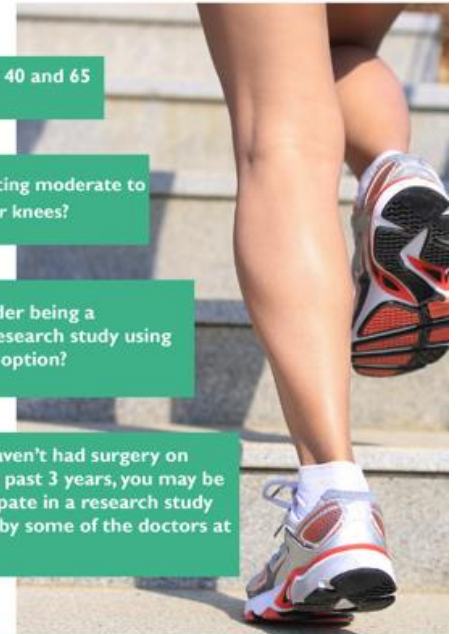 40 and 65
cing moderate to
r knees?
der being a
esearch study using
option?
aven't had surgery on
past 3 years, you may be
pate in a research study
by some of the doctors at